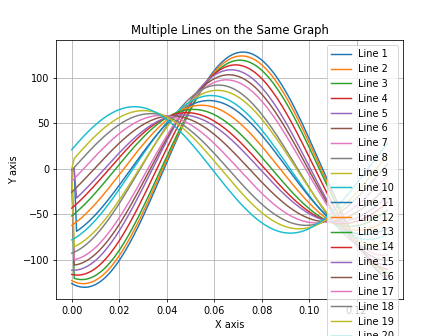 Multiple Lines on the Same Graph
Y axis
100
50
0
−50
−100
0.00
0.02
0.04
0.06
0.08
0.10
X axis
Line 1
Line 2
Line 3
Line 4
Line 5
Line 6
Line 7
Line 8
Line 9
Line 10
Line 11
Line 12
Line 13
Line 14
Line 15
Line 16
Line 17
Line 18
Line 19
Line 20